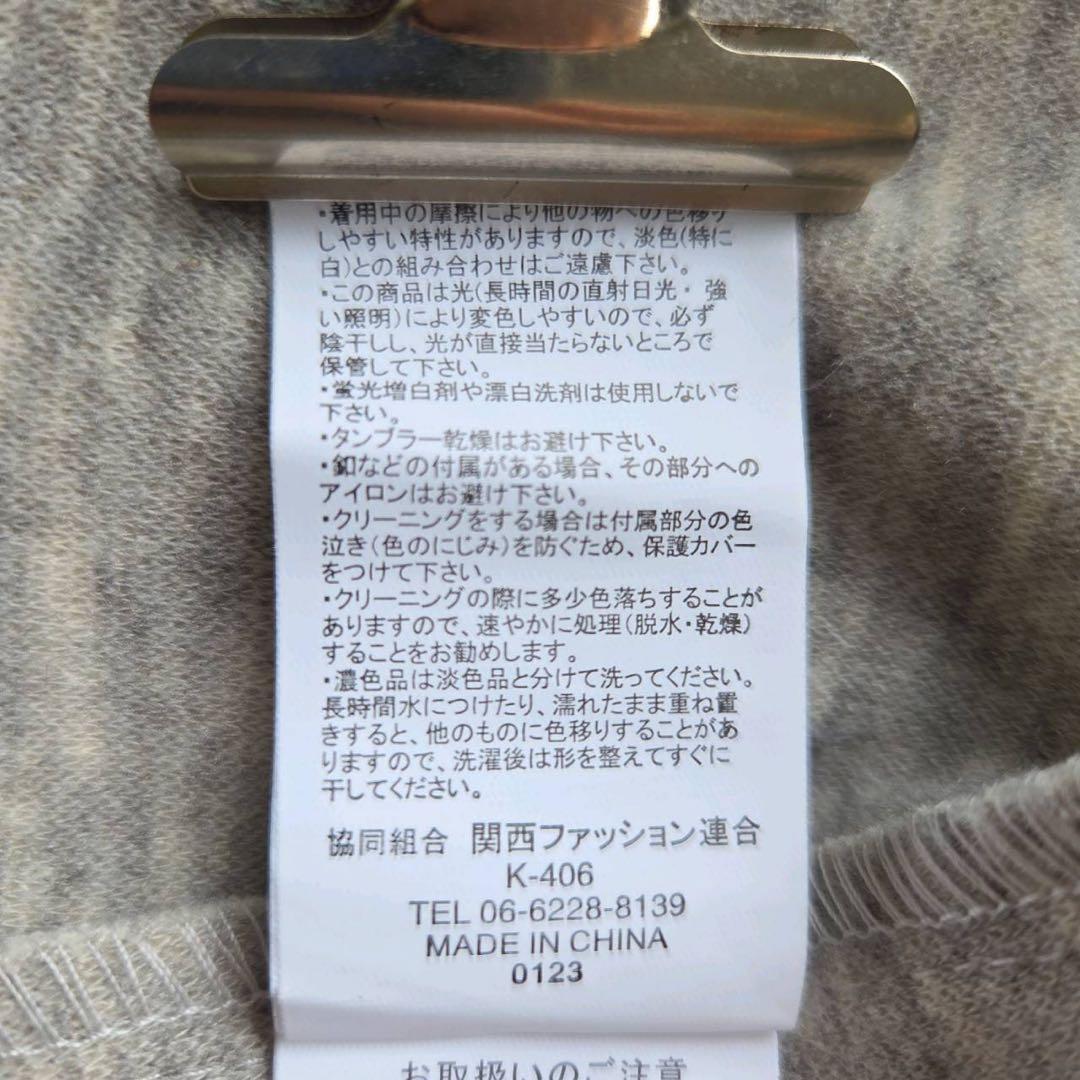 ・着用中の摩擦により他の物への色移り
しやすい特性がありますので、淡色(特に
白)との組み合わせはご遠慮下さい。
・この商品は光(長時間の直射日光・ 強
い照明)により変色しやすいので、必ず
陰干しし、光が直接当たらないところで
保管して下さい。
・蛍光増白剤や漂白洗剤は使用しないで
下さい。
・タンブラー乾燥はお避け下さい。
・釦などの付属がある場合、その部分への
アイロンはお避け下さい。
・クリーニングをする場合は付属部分の色
泣き(色のにじみ)を防ぐため、保護カバー
をつけて下さい。
・クリーニングの際に多少色落ちすることが
ありますので、速やかに処理(脱水・乾燥)
することをお勧めします。
・濃色品は淡色品と分けて洗ってください。
長時間水につけたり、濡れたまま重ね置
きすると、他のものに色移りすることがあ
りますので、洗濯後は形を整えてすぐに
干してください。
協同組合 関西ファッション連合
K-406
TEL 06-6228-8139
MADE IN CHINA
0123
お取扱いのご注意